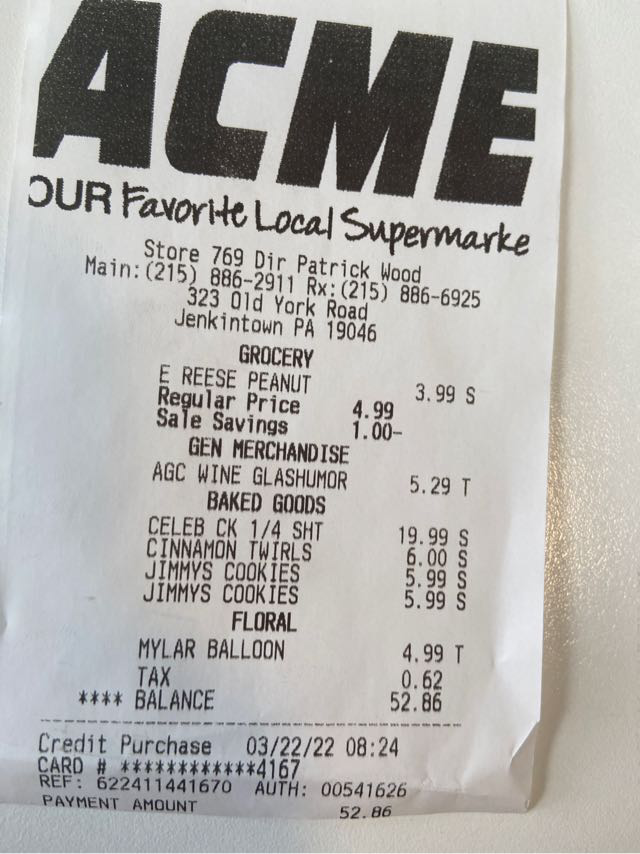 ACME
OUR Favorite Local Supermarke
Store 769 Dir Patrick Wood
Main:(215) 886-2911 Rx:(215) 886-6925
323 Old York Road
Jenkintown PA 19046
GROCERY
E REESE PEANUT 3.99 S
Regular Price 4.99
Sale Savings 1.00-
GEN MERCHANDISE
AGC WINE GLASHUMOR 5.29 T
BAKED GOODS
CELEB CK 1/4 SHT 19.99 S
CINNAMON TWIRLS 6.00 S
JIMMYS COOKIES 5.99 S
JIMMYS COOKIES 5.99 S
FLORAL
MYLAR BALLOON 4.99 T
TAX 0.62
**** BALANCE 52.86
Credit Purchase 03/22/22 08:24
CARD # ************4167
REF: 622411441670 AUTH: 00541626
PAYMENT AMOUNT 52.86